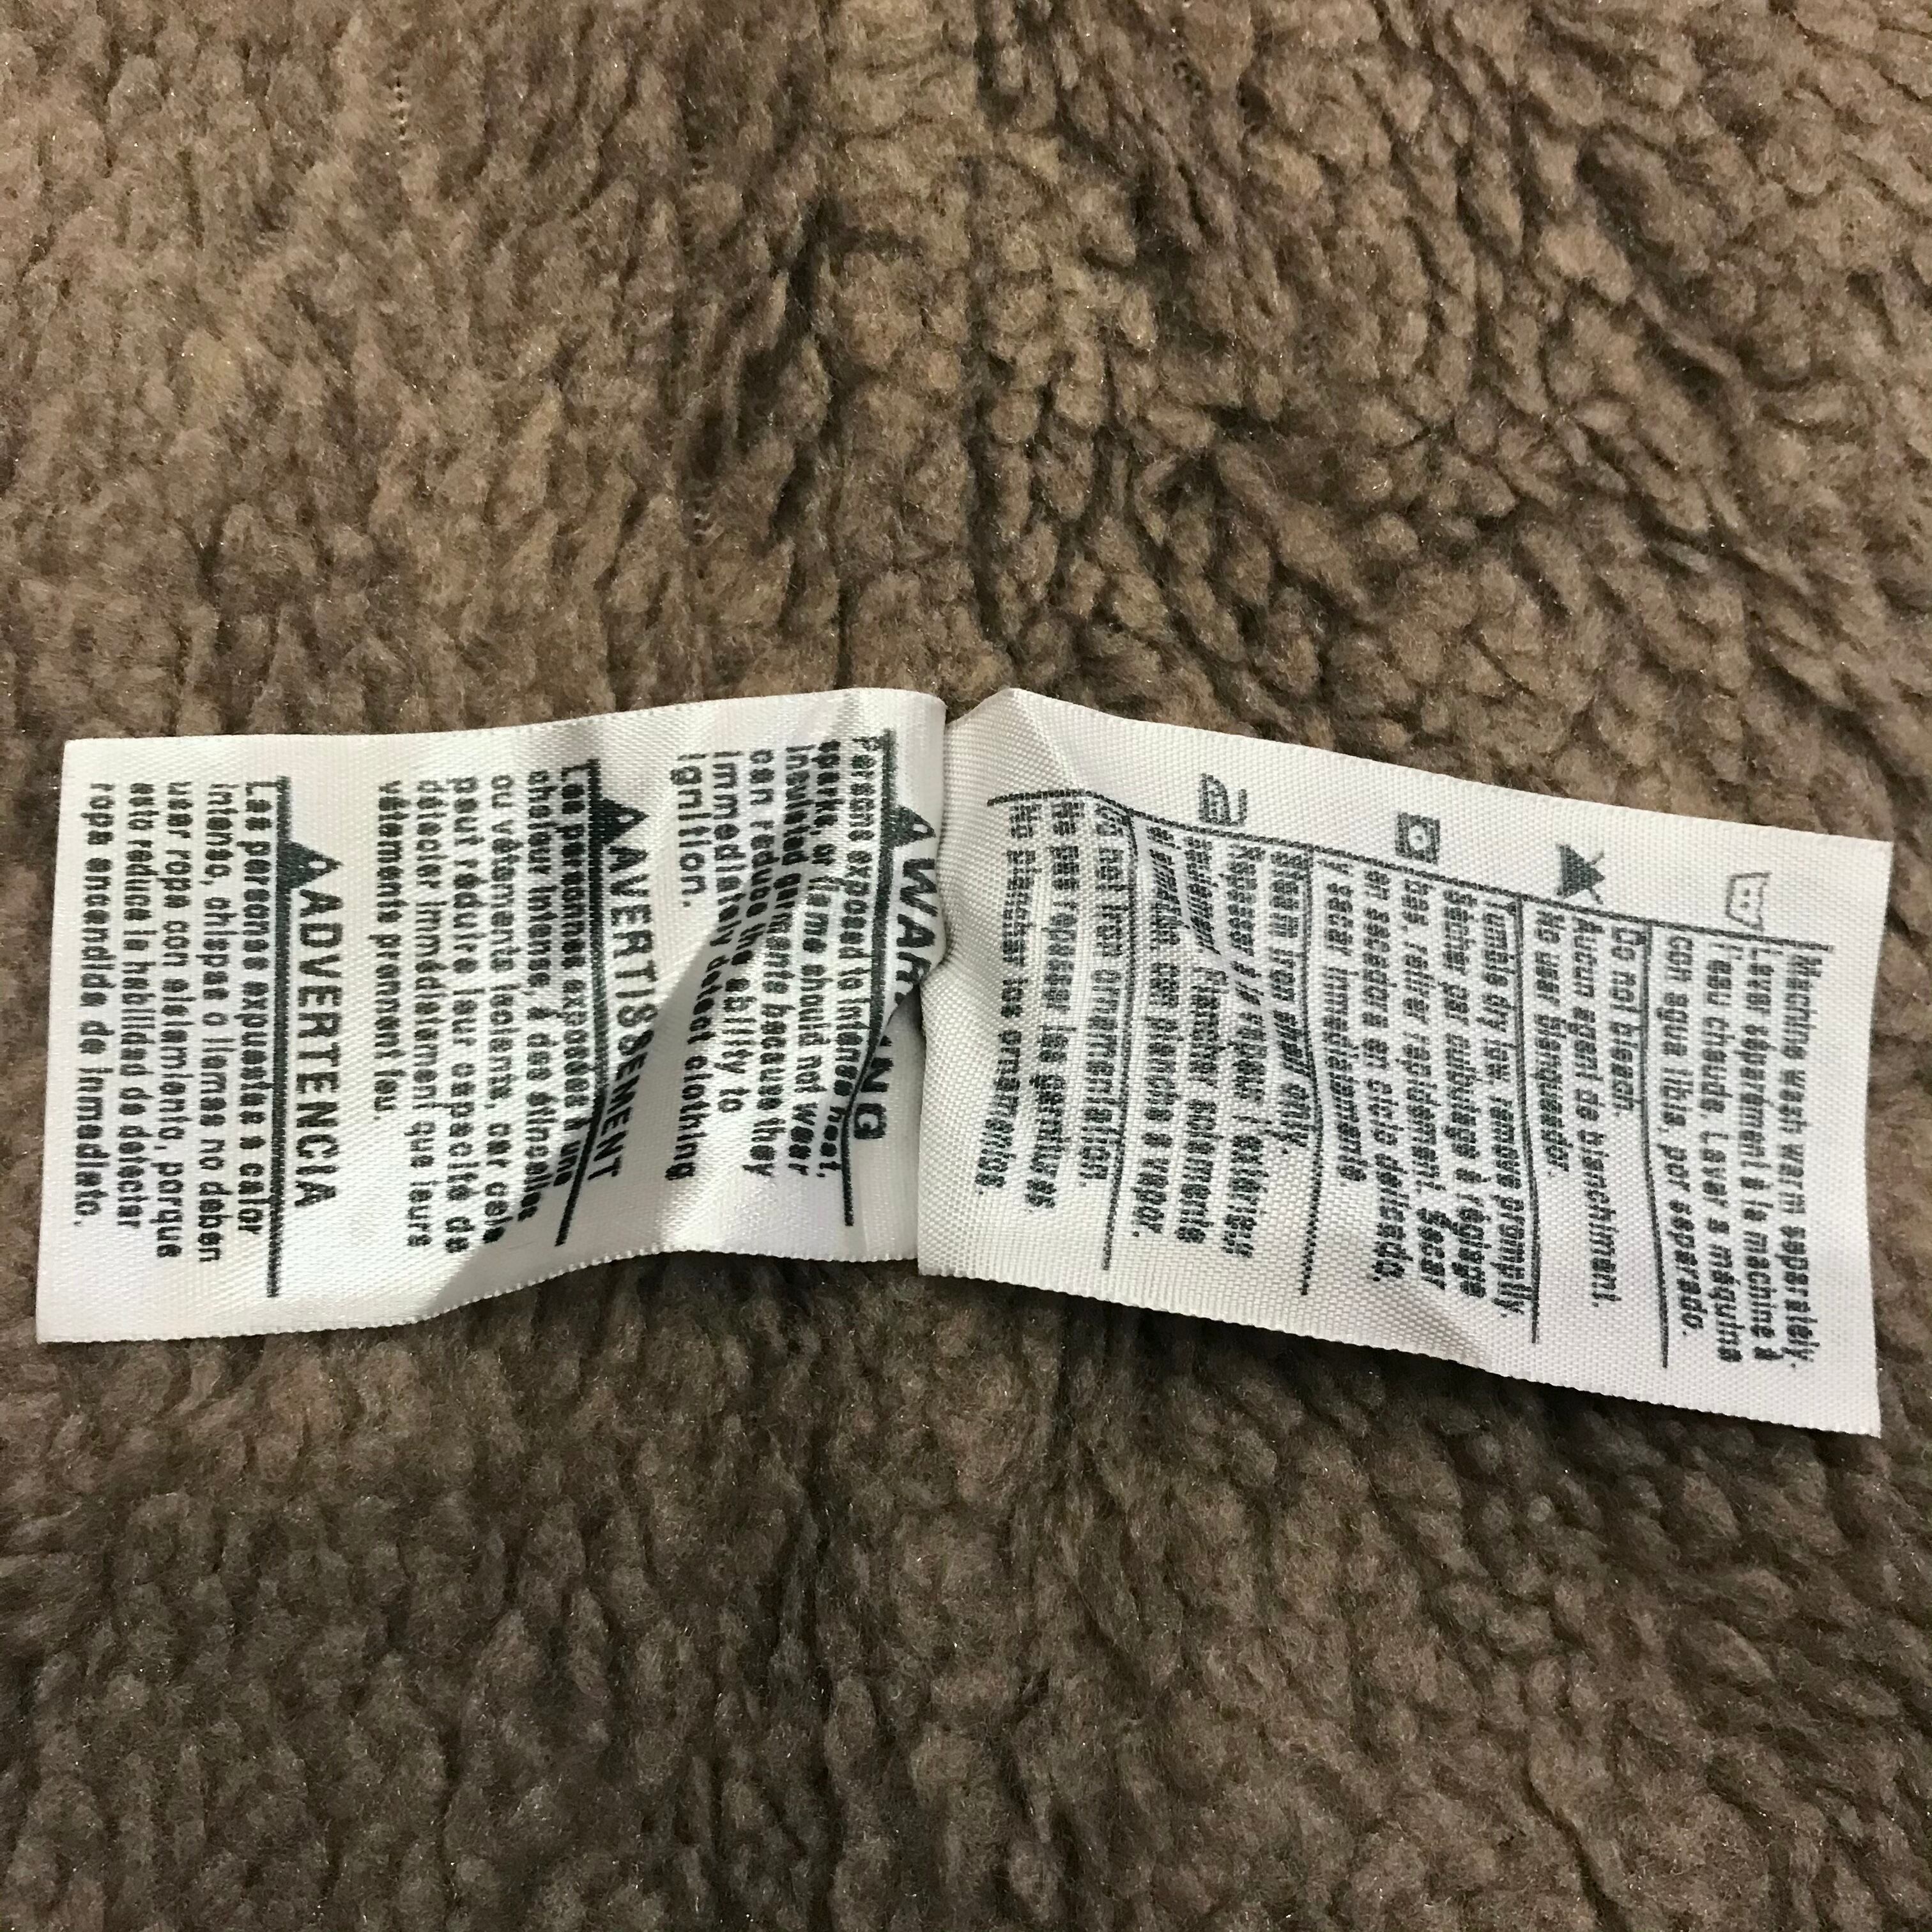 Machine wash warm separately.
Laver séparément à la machine à
l'eau chaude. Lavar a máquina
con agua tibia, por separado.
Do not bleach.
Aucun agent de blanchiment.
No usar blanqueador.
Tumble dry low, remove promptly.
Sécher par culbutage à réglage
bas, retirer rapidement. Secar
en secadora en ciclo delicado,
y sacar inmediatamente
Steam iron on steel only.
Repasser à la vapeur l'extérieur
seulement. Planchar solamente
con plancha a vapor.
Do not iron ornamentation.
Ne pas repasser les garnitures
No planchar los ornamentos.
WARNING
Persons exposed to intense heat,
sparks, or flame should not wear
insulated garments because they
can reduce the ability to
immediately detect clothing
ignition.
AVERTISSEMENT
Les personnes exposées à une
chaleur intense, à des étincelles
ou vêtements isolants, car cela
peut réduire leur capacité de
détecter immédiatement que leurs
vêtements prennent feu.
ADVERTENCIA
Las personas expuestas a calor
intenso, chispas o llamas no deben
usar ropa con aislamiento, porque
esto reduce la habilidad de detectar
ropa encendida de inmediato.